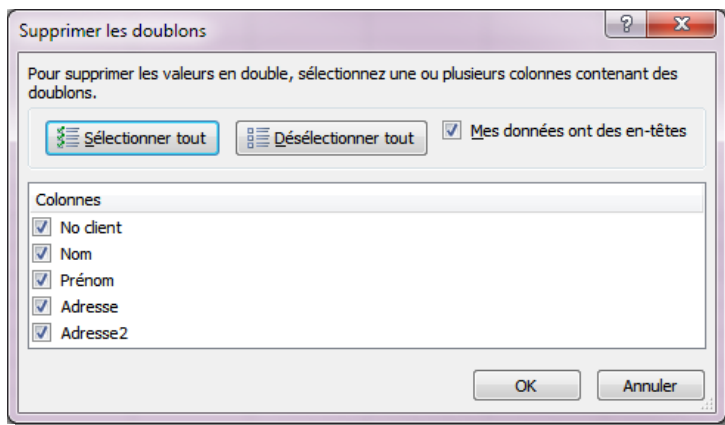 Supprimer les doublons
?
Pour supprimer les valeurs en double, sélectionnez une ou plusieurs colonnes contenant des
doublons.
Sélectionner tout
Désélectionner tout
Mes données ont des en-têtes
Colonnes
No client
Nom
Prénom
Adresse
Adresse2
OK
Annuler